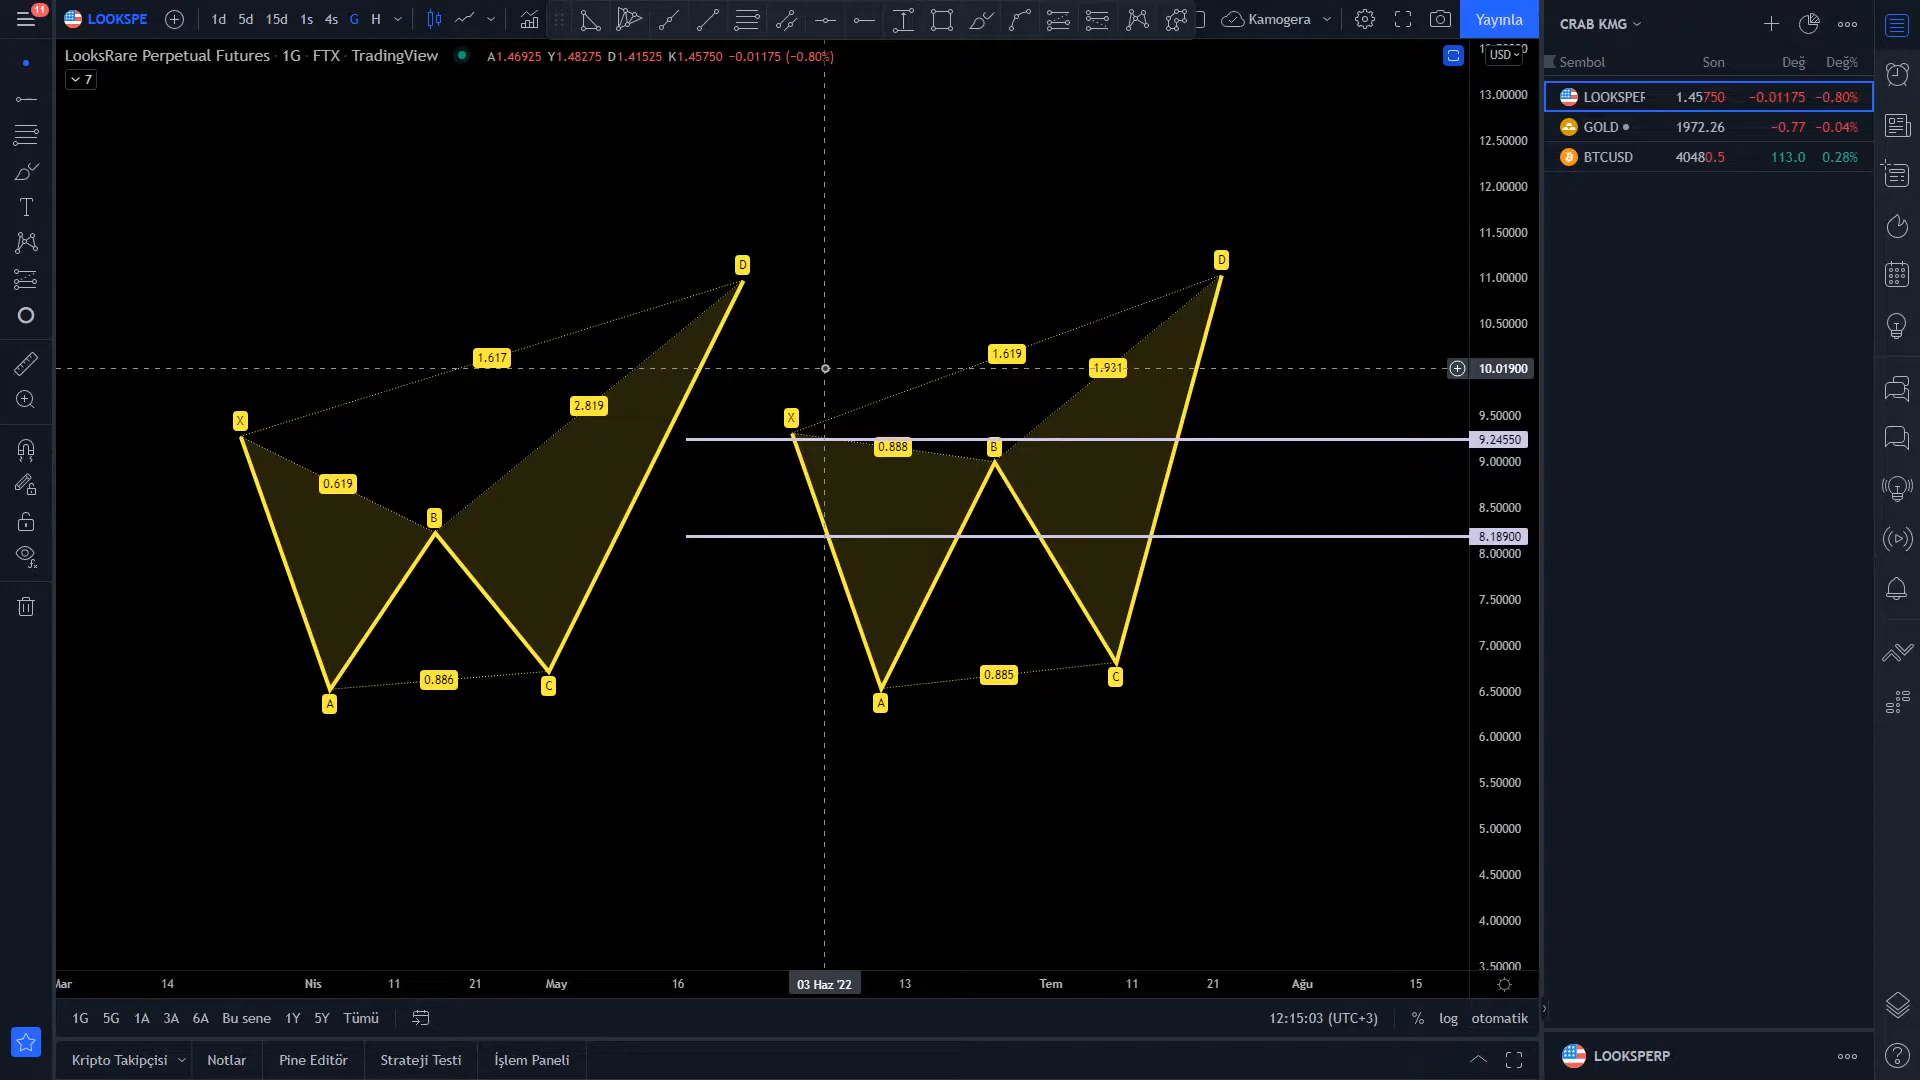 11
LOOKSPE
1d 5d 15d 1s 4s G H
Kamogera
Yayınla
LooksRare Perpetual Futures · 1G · FTX · TradingView
A1.46925 Y1.48275 D1.41525 K1.45750 −0.01175 (−0.80%)
7
USD
13.00000
12.50000
12.00000
11.50000
11.00000
10.50000
10.01900
9.50000
9.24550
9.00000
8.50000
8.18900
8.00000
7.50000
7.00000
6.50000
6.00000
5.50000
5.00000
4.50000
4.00000
3.50000
D
D
1.617
1.619
1.931
2.819
X
X
0.888
B
0.619
B
0.886
0.885
C
C
A
A
Mar 14 Nis 11 21 May 16 03 Haz '22 13 Tem 11 21 Ağu 15
1G 5G 1A 3A 6A Bu sene 1Y 5Y Tümü
12:15:03 (UTC+3) % log otomatik
Kripto Takipçisi Notlar Pine Editör Strateji Testi İşlem Paneli
CRAB KMG
Sembol Son Değ Değ%
LOOKSPER 1.45750 −0.01175 −0.80%
GOLD 1972.26 −0.77 −0.04%
BTCUSD 40480.5 113.0 0.28%
LOOKSPERP